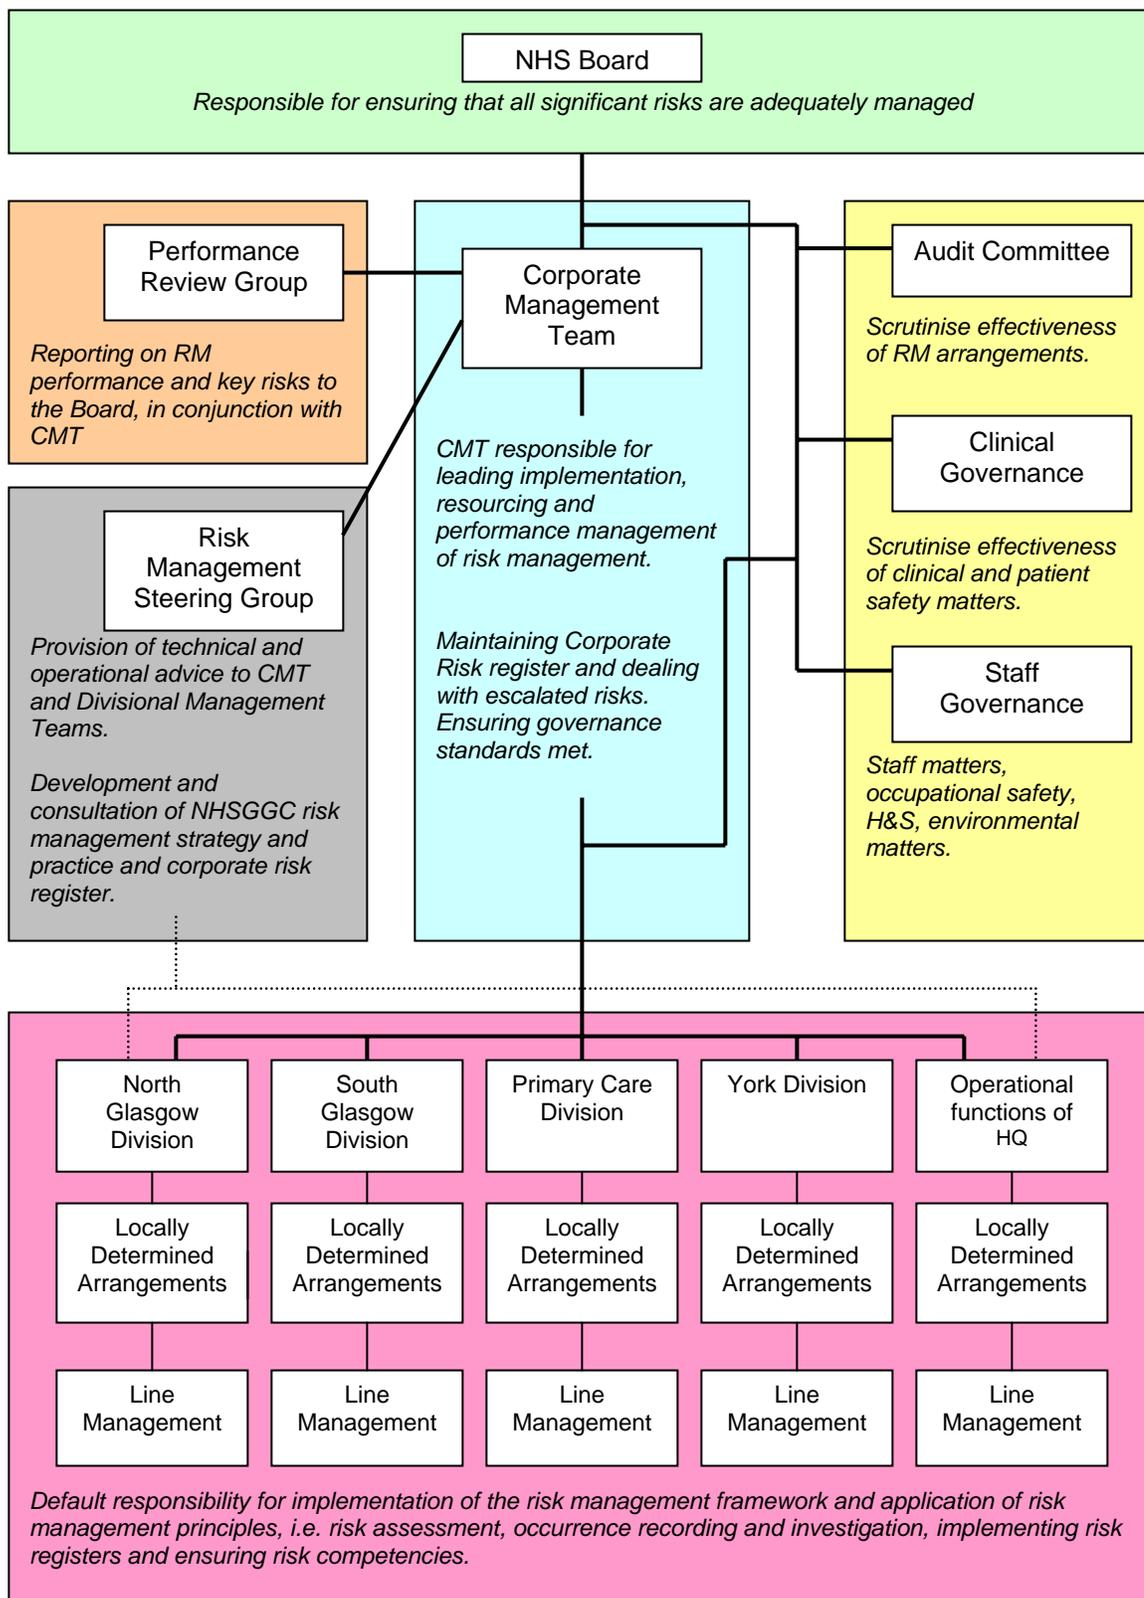 NHS Board
Responsible for ensuring that all significant risks are adequately managed
Performance
Review Group
Reporting on RM
performance and key risks to
the Board, in conjunction with
CMT
Risk
Management
Steering Group
Provision of technical and
operational advice to CMT
and Divisional Management
Teams.
Development and
consultation of NHSGGC risk
management strategy and
practice and corporate risk
register.
Corporate
Management
Team
CMT responsible for
leading implementation,
resourcing and
performance management
of risk management.
Maintaining Corporate
Risk register and dealing
with escalated risks.
Ensuring governance
standards met.
Audit Committee
Scrutinise effectiveness
of RM arrangements.
Clinical
Governance
Scrutinise effectiveness
of clinical and patient
safety matters.
Staff
Governance
Staff matters,
occupational safety,
H&S, environmental
matters.
North
Glasgow
Division
South
Glasgow
Division
Primary Care
Division
York Division
Operational
functions of
HQ
Locally
Determined
Arrangements
Locally
Determined
Arrangements
Locally
Determined
Arrangements
Locally
Determined
Arrangements
Locally
Determined
Arrangements
Line
Management
Line
Management
Line
Management
Line
Management
Line
Management
Default responsibility for implementation of the risk management framework and application of risk
management principles, i.e. risk assessment, occurrence recording and investigation, implementing risk
registers and ensuring risk competencies.